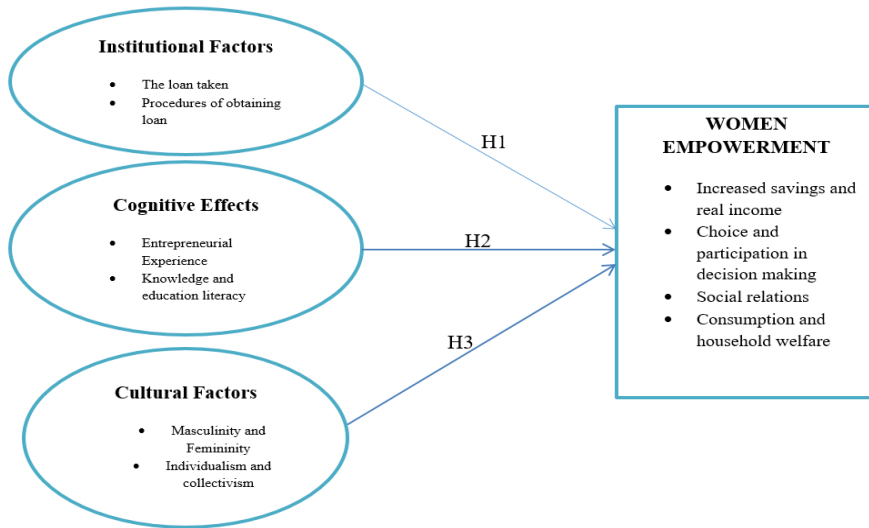 Institutional Factors
• The loan taken
• Procedures of obtaining
loan
H1
Cognitive Effects
• Entrepreneurial
Experience
• Knowledge and
education literacy
H2
Cultural Factors
• Masculinity and
Femininity
• Individualism and
collectivism
H3
WOMEN
EMPOWERMENT
• Increased savings and
real income
• Choice and
participation in
decision making
• Social relations
• Consumption and
household welfare